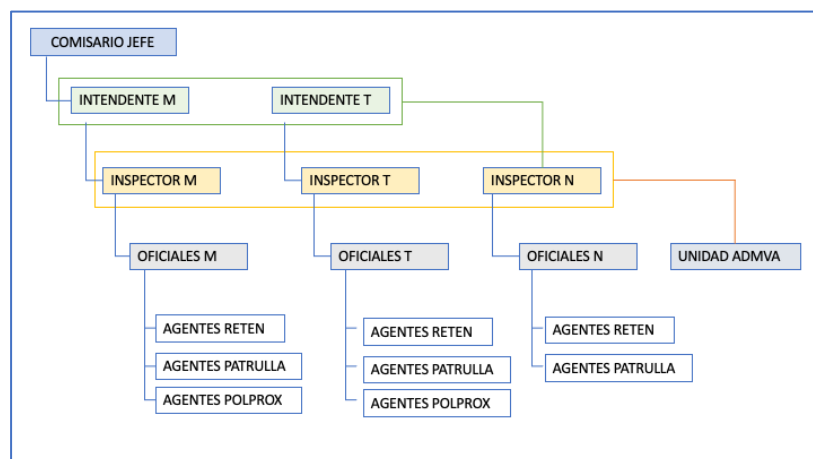 COMISARIO JEFE
INTENDENTE M
INTENDENTE T
INSPECTOR M
INSPECTOR T
INSPECTOR N
OFICIALES M
OFICIALES T
OFICIALES N
UNIDAD ADMVA
AGENTES RETEN
AGENTES RETEN
AGENTES RETEN
AGENTES PATRULLA
AGENTES PATRULLA
AGENTES PATRULLA
AGENTES POLPROX
AGENTES POLPROX